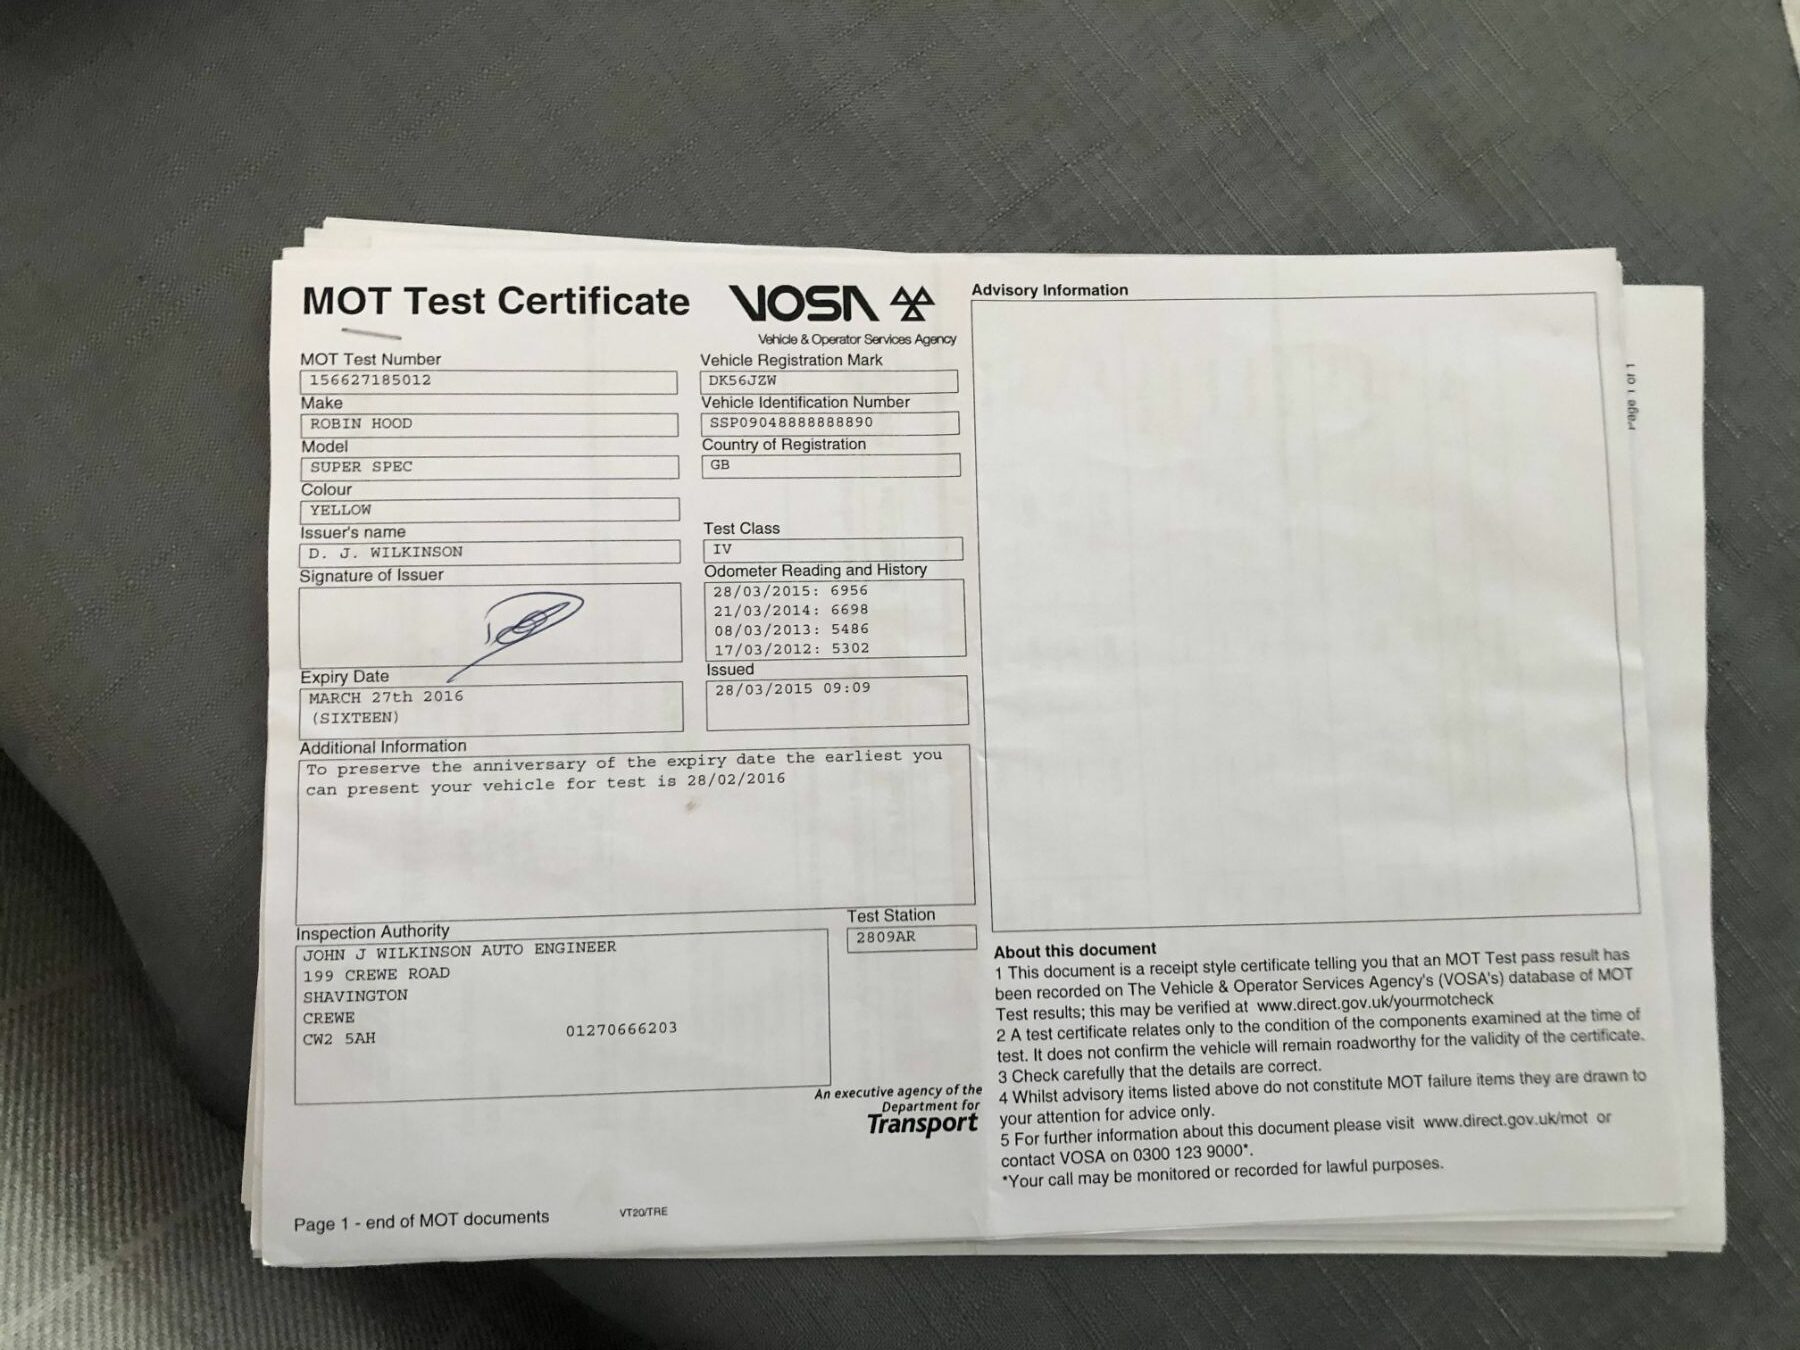 MOT Test Certificate
VOSA
Vehicle & Operator Services Agency
MOT Test Number
156627185012
Make
ROBIN HOOD
Model
SUPER SPEC
Colour
YELLOW
Issuer's name
D. J. WILKINSON
Signature of Issuer
Expiry Date
MARCH 27th 2016
(SIXTEEN)
Vehicle Registration Mark
DK56JZW
Vehicle Identification Number
SSP09048888888890
Country of Registration
GB
Test Class
IV
Odometer Reading and History
28/03/2015: 6956
21/03/2014: 6698
08/03/2013: 5486
17/03/2012: 5302
Issued
28/03/2015 09:09
Additional Information
To preserve the anniversary of the expiry date the earliest you
can present your vehicle for test is 28/02/2016
Inspection Authority
JOHN J WILKINSON AUTO ENGINEER
199 CREWE ROAD
SHAVINGTON
CREWE
CW2 5AH 01270666203
Test Station
2809AR
An executive agency of the
Department for
Transport
Page 1 - end of MOT documents
VT20/TRE
Advisory Information
About this document
1 This document is a receipt style certificate telling you that an MOT Test pass result has
been recorded on The Vehicle & Operator Services Agency's (VOSA's) database of MOT
Test results; this may be verified at www.direct.gov.uk/yourmotcheck
2 A test certificate relates only to the condition of the components examined at the time of
test. It does not confirm the vehicle will remain roadworthy for the validity of the certificate.
3 Check carefully that the details are correct.
4 Whilst advisory items listed above do not constitute MOT failure items they are drawn to
your attention for advice only.
5 For further information about this document please visit www.direct.gov.uk/mot or
contact VOSA on 0300 123 9000*.
*Your call may be monitored or recorded for lawful purposes.
Page 1 of 1